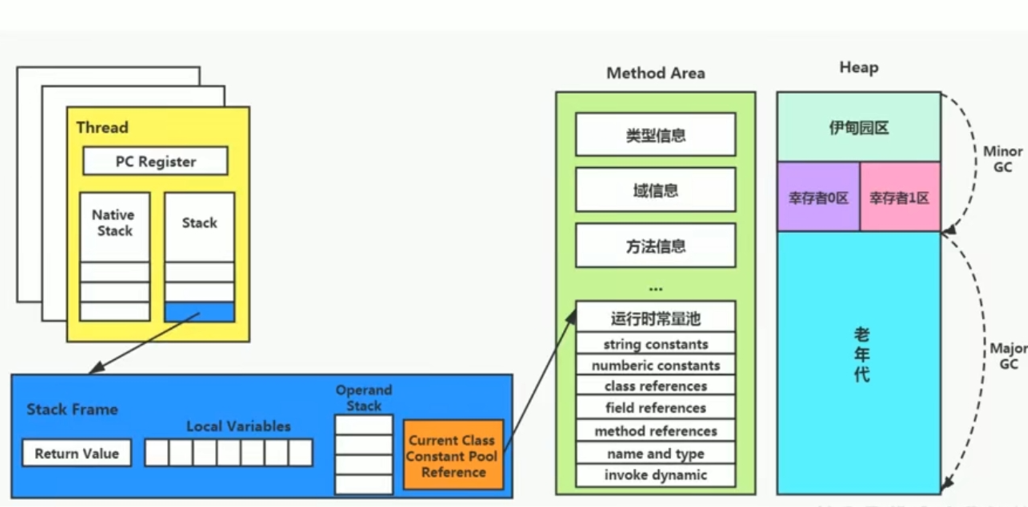 Thread
PC Register
Native
Stack
Stack
Stack Frame
Return Value
Local Variables
Operand
Stack
Current Class
Constant Pool
Reference
Method Area
类型信息
域信息
方法信息
...
运行时常量池
string constants
numberic constants
class references
field references
method references
name and type
invoke dynamic
Heap
伊甸园区
幸存者0区
幸存者1区
老
年
代
Minor
GC
Major
GC